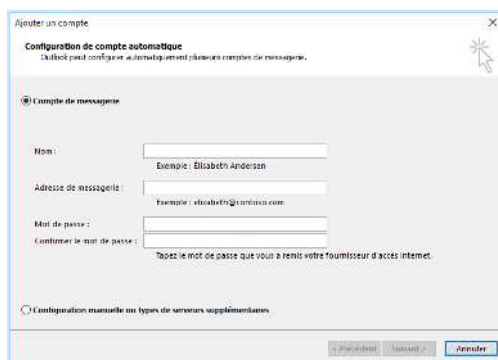 Ajouter un compte
Configuration de compte automatique
Outlook peut configurer automatiquement plusieurs comptes de messagerie.
Compte de messagerie
Nom :
Exemple : Élisabeth Andersen
Adresse de messagerie :
Exemple : elizabeth@contoso.com
Mot de passe :
Confirmer le mot de passe :
Tapez le mot de passe que vous a remis votre fournisseur d'accès Internet.
Configuration manuelle ou types de serveurs supplémentaires
< Précédent Suivant > Annuler